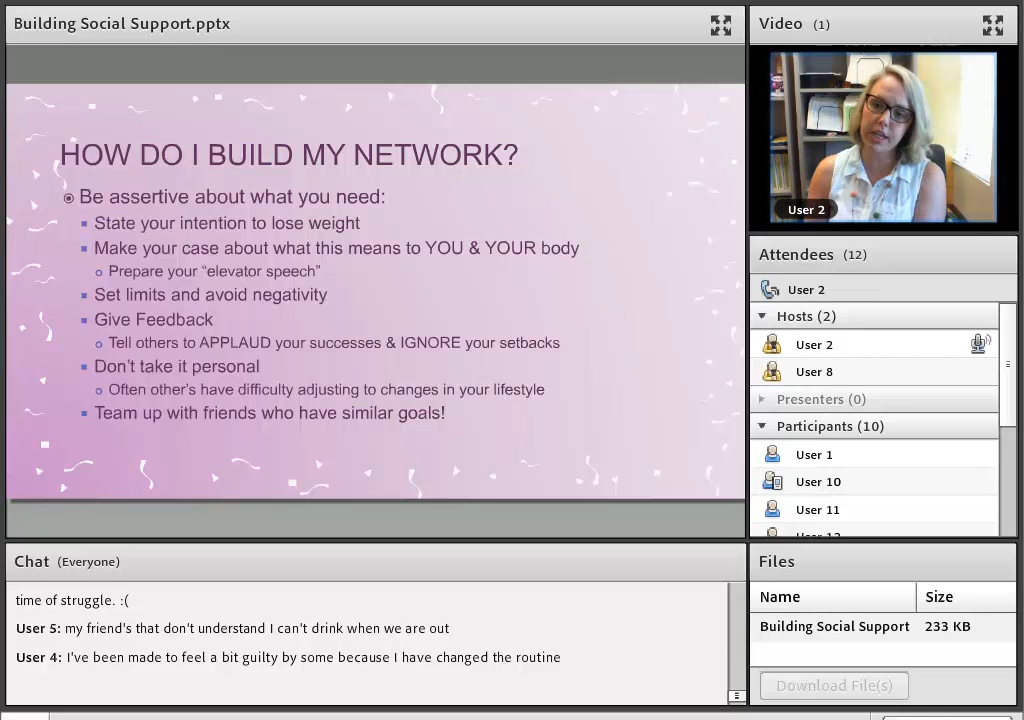 Building Social Support.pptx
HOW DO I BUILD MY NETWORK?
Be assertive about what you need:
State your intention to lose weight
Make your case about what this means to YOU & YOUR body
Prepare your “elevator speech”
Set limits and avoid negativity
Give Feedback
Tell others to APPLAUD your successes & IGNORE your setbacks
Don’t take it personal
Often other’s have difficulty adjusting to changes in your lifestyle
Team up with friends who have similar goals!
Video (1)
User 2
Attendees (12)
User 2
Hosts (2)
User 2
User 8
Presenters (0)
Participants (10)
User 1
User 10
User 11
User 12
Chat (Everyone)
time of struggle. :(
User 5: my friend's that don't understand I can't drink when we are out
User 4: I've been made to feel a bit guilty by some because I have changed the routine
Files
Name Size
Building Social Support 233 KB
Download File(s)